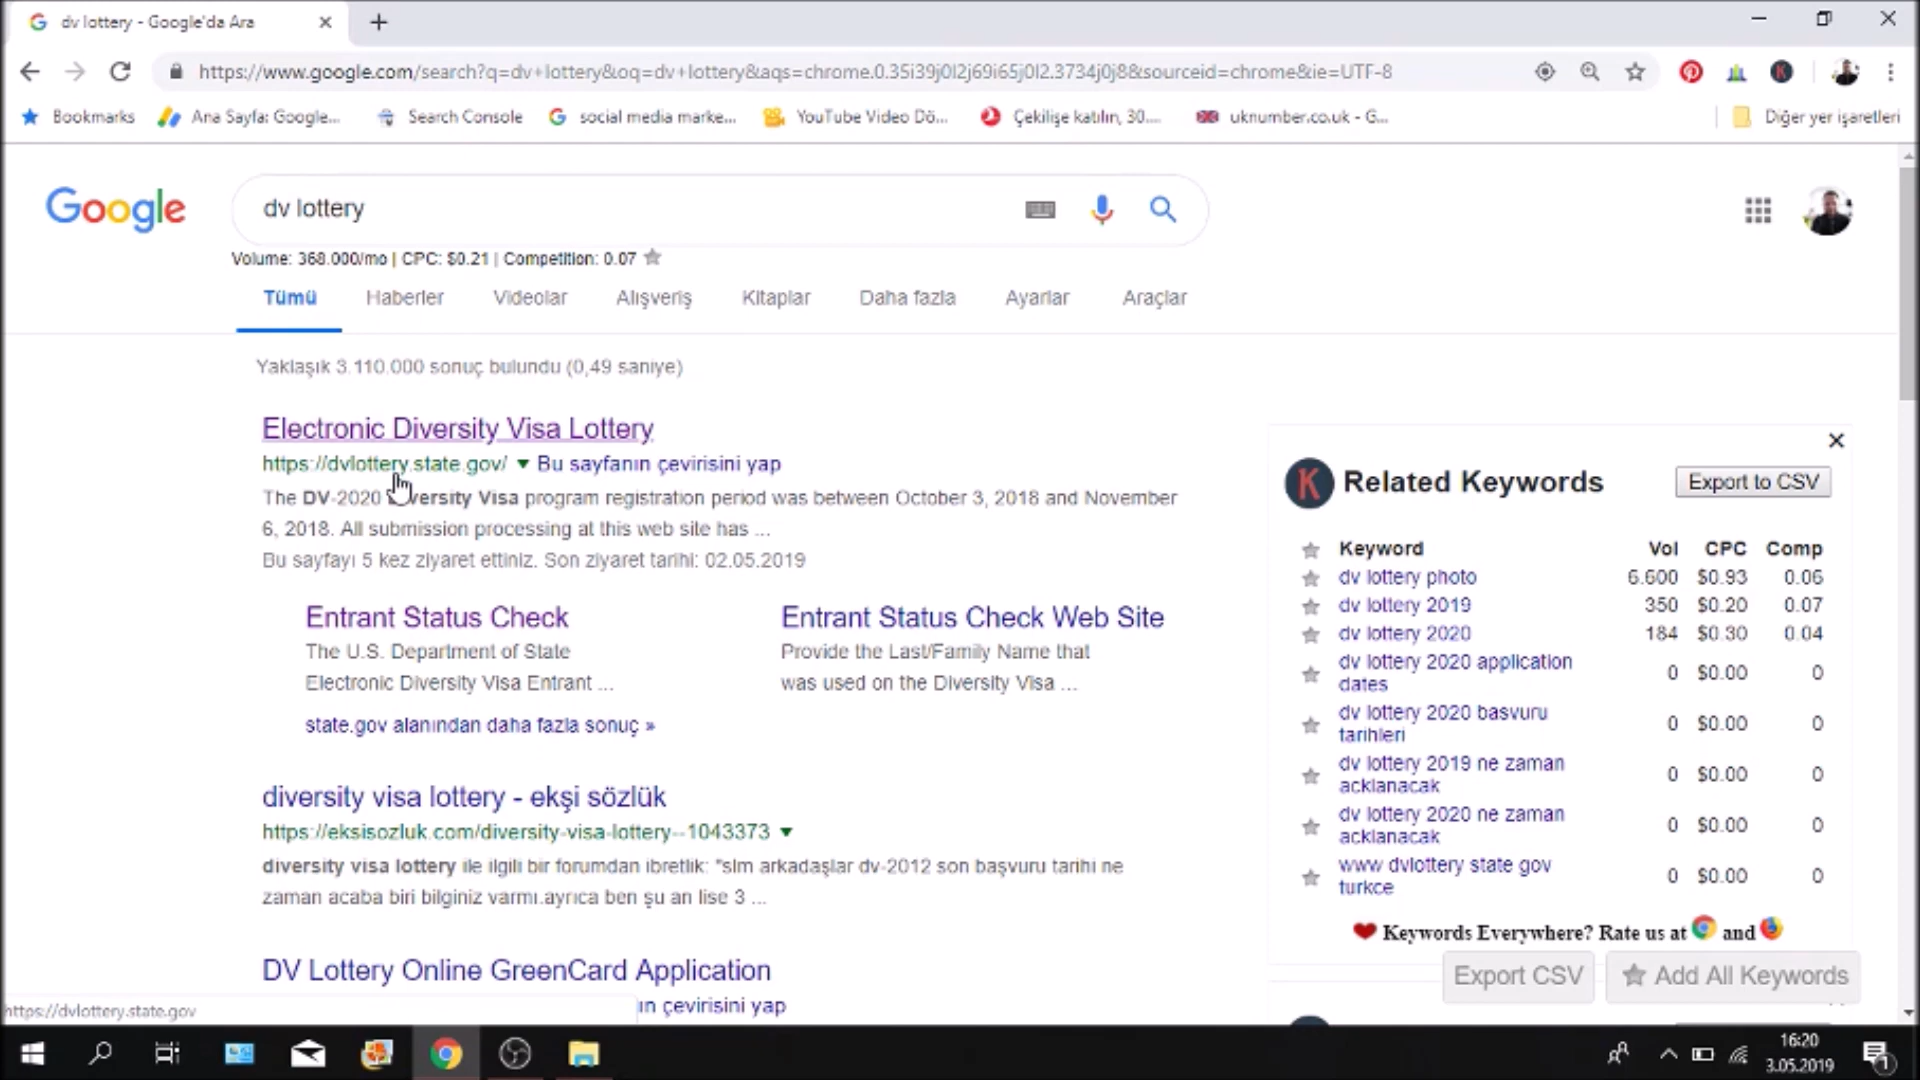 dv lottery - Google'da Ara
https://www.google.com/search?q=dv+lottery&oq=dv+lottery&aqs=chrome.0.35i39j0l2j69i65j0l2.3734j0j8&sourceid=chrome&ie=UTF-8
Bookmarks Ana Sayfa: Google... Search Console social media marke... YouTube Video Dö... Çekilişe katılın, 30.... uknumber.co.uk - G... Diğer yer işaretleri
Google dv lottery
Volume: 368.000/mo | CPC: $0.21 | Competition: 0.07
Tümü Haberler Videolar Alışveriş Kitaplar Daha fazla Ayarlar Araçlar
Yaklaşık 3.110.000 sonuç bulundu (0,49 saniye)
Electronic Diversity Visa Lottery
https://dvlottery.state.gov/ Bu sayfanın çevirisini yap
The DV-2020 Diversity Visa program registration period was between October 3, 2018 and November
6, 2018. All submission processing at this web site has ...
Bu sayfayı 5 kez ziyaret ettiniz. Son ziyaret tarihi: 02.05.2019
Entrant Status Check
The U.S. Department of State
Electronic Diversity Visa Entrant ...
Entrant Status Check Web Site
Provide the Last/Family Name that
was used on the Diversity Visa ...
state.gov alanından daha fazla sonuç »
diversity visa lottery - ekşi sözlük
https://eksisozluk.com/diversity-visa-lottery--1043373
diversity visa lottery ile ilgili bir forumdan ibretlik: "slm arkadaşlar dv-2012 son başvuru tarihi ne
zaman acaba biri bilginiz varmı.ayrıca ben şu an lise 3 ...
DV Lottery Online GreenCard Application
ın çevirisini yap
https://dvlottery.state.gov
K Related Keywords Export to CSV
Keyword Vol CPC Comp
dv lottery photo 6.600 $0.93 0.06
dv lottery 2019 350 $0.20 0.07
dv lottery 2020 184 $0.30 0.04
dv lottery 2020 application
dates 0 $0.00 0
dv lottery 2020 basvuru
tarihleri 0 $0.00 0
dv lottery 2019 ne zaman
acklanacak 0 $0.00 0
dv lottery 2020 ne zaman
acklanacak 0 $0.00 0
www dvlottery state gov
turkce 0 $0.00 0
Keywords Everywhere? Rate us at and
Export CSV Add All Keywords
16:20
3.05.2019
1